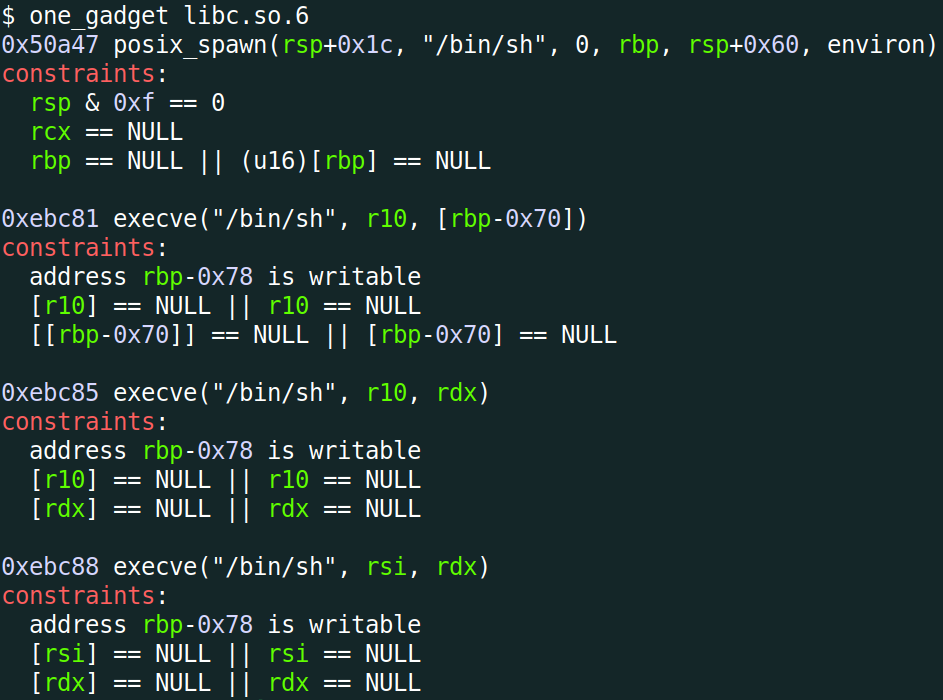 $ one_gadget libc.so.6
0x50a47 posix_spawn(rsp+0x1c, "/bin/sh", 0, rbp, rsp+0x60, environ)
constraints:
  rsp & 0xf == 0
  rcx == NULL
  rbp == NULL || (u16)[rbp] == NULL

0xebc81 execve("/bin/sh", r10, [rbp-0x70])
constraints:
  address rbp-0x78 is writable
  [r10] == NULL || r10 == NULL
  [[rbp-0x70]] == NULL || [rbp-0x70] == NULL

0xebc85 execve("/bin/sh", r10, rdx)
constraints:
  address rbp-0x78 is writable
  [r10] == NULL || r10 == NULL
  [rdx] == NULL || rdx == NULL

0xebc88 execve("/bin/sh", rsi, rdx)
constraints:
  address rbp-0x78 is writable
  [rsi] == NULL || rsi == NULL
  [rdx] == NULL || rdx == NULL